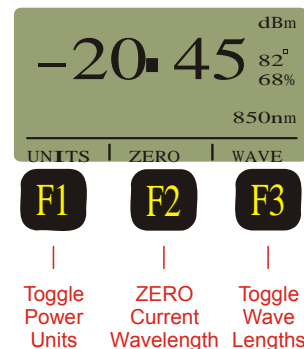 dBm
-20.45
82°
68%
850nm
UNITS | ZERO | WAVE
F1 F2 F3
Toggle Power Units
ZERO Current Wavelength
Toggle Wave Lengths